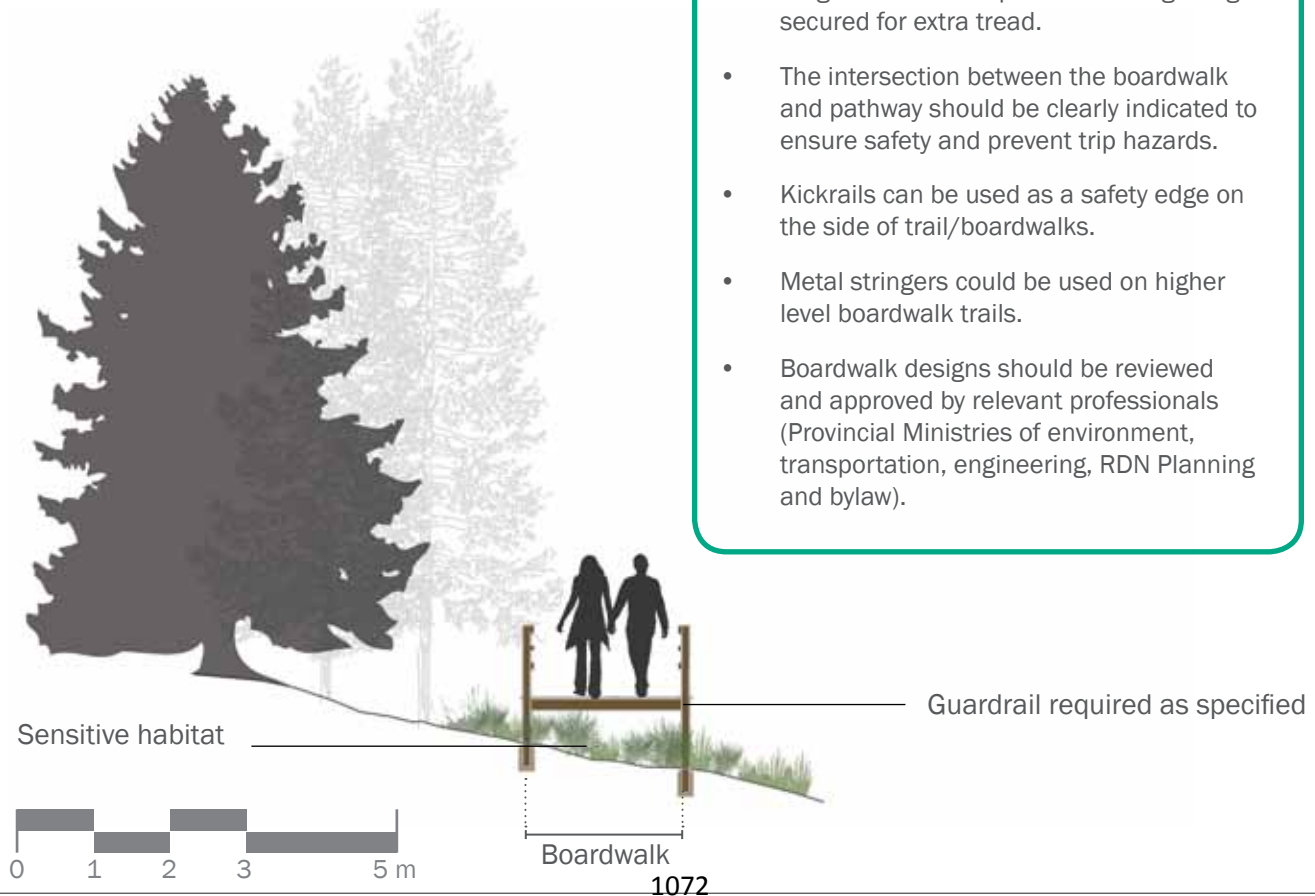 secured for extra tread.
• The intersection between the boardwalk
and pathway should be clearly indicated to
ensure safety and prevent trip hazards.
• Kickrails can be used as a safety edge on
the side of trail/boardwalks.
• Metal stringers could be used on higher
level boardwalk trails.
• Boardwalk designs should be reviewed
and approved by relevant professionals
(Provincial Ministries of environment,
transportation, engineering, RDN Planning
and bylaw).
Guardrail required as specified
Sensitive habitat
0 1 2 3 5 m
Boardwalk
1072